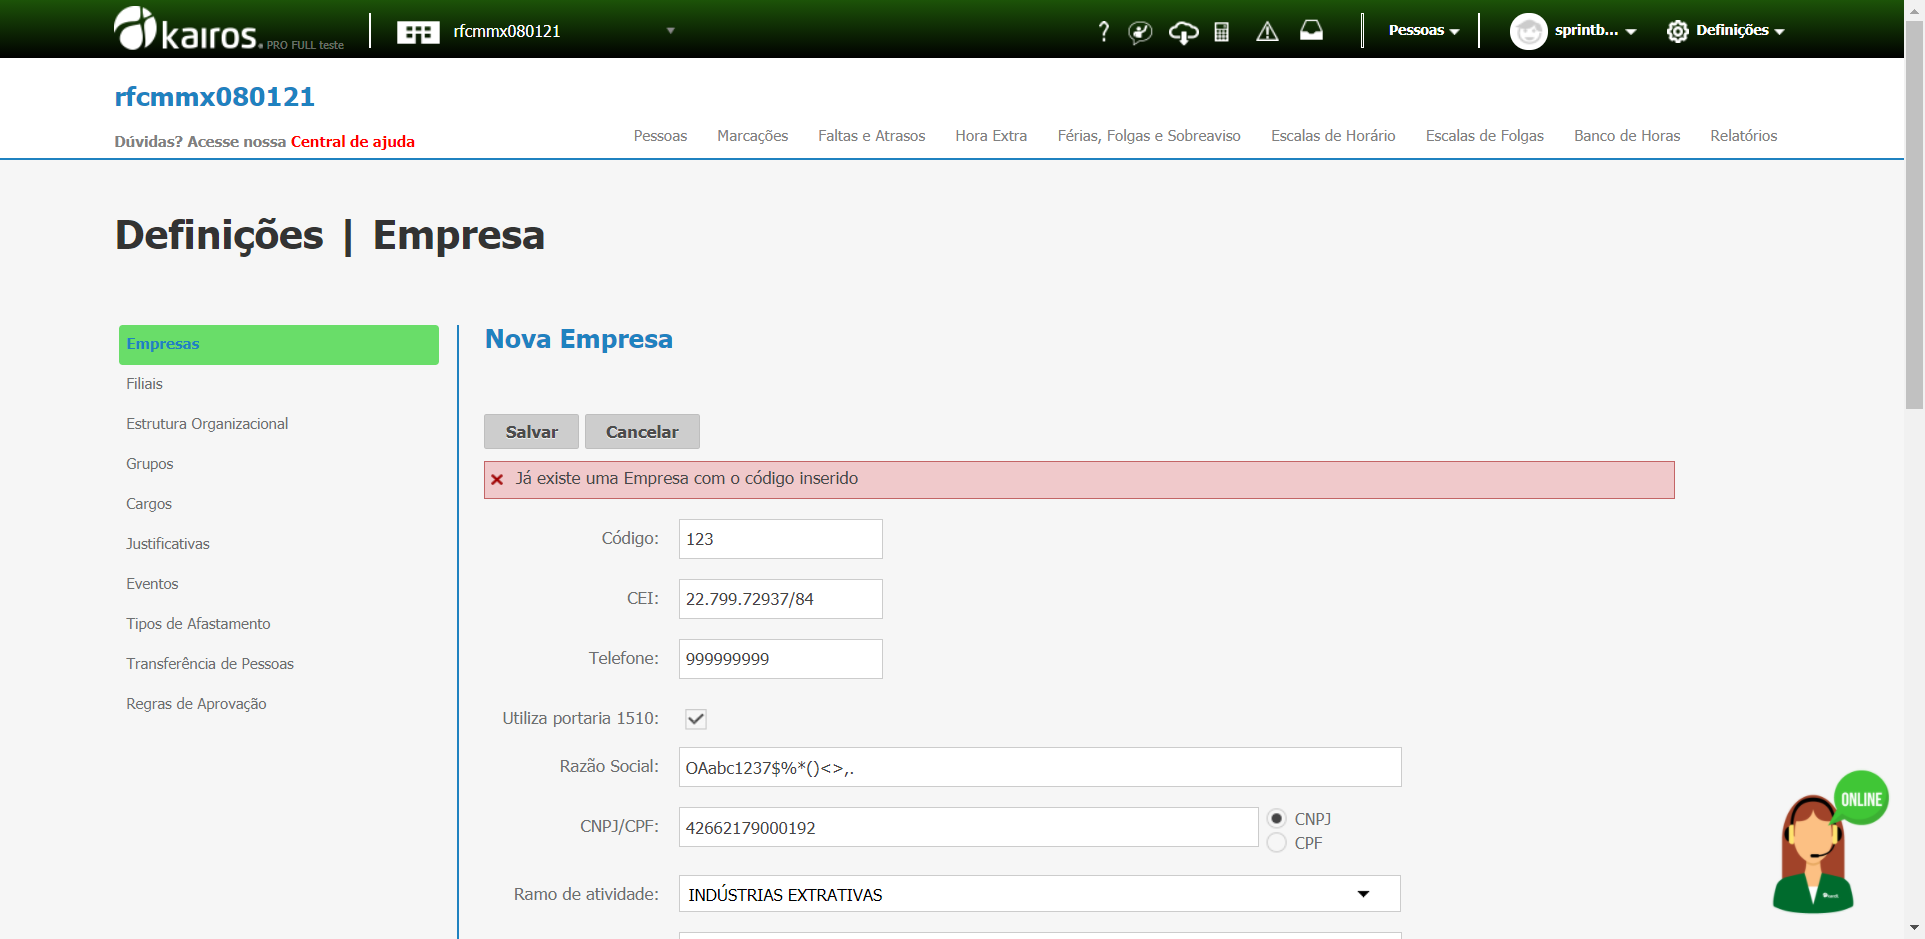 kairos. PRO FULL teste
rfcmmx080121
?
Pessoas
sprintb...
Definições
rfcmmx080121
Dúvidas? Acesse nossa Central de ajuda
Pessoas
Marcações
Faltas e Atrasos
Hora Extra
Férias, Folgas e Sobreaviso
Escalas de Horário
Escalas de Folgas
Banco de Horas
Relatórios
Definições | Empresa
Empresas
Filiais
Estrutura Organizacional
Grupos
Cargos
Justificativas
Eventos
Tipos de Afastamento
Transferência de Pessoas
Regras de Aprovação
Nova Empresa
Salvar
Cancelar
Já existe uma Empresa com o código inserido
Código: 123
CEI: 22.799.72937/84
Telefone: 999999999
Utiliza portaria 1510:
Razão Social: OAabc1237$%*()<>,.
CNPJ/CPF: 42662179000192
CNPJ
CPF
Ramo de atividade: INDÚSTRIAS EXTRATIVAS
ONLINE